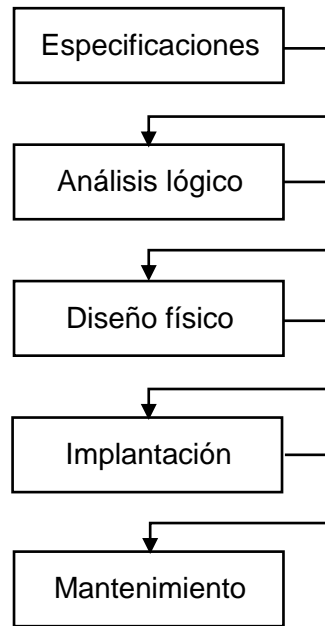 Especificaciones
Análisis lógico
Diseño físico
Implantación
Mantenimiento